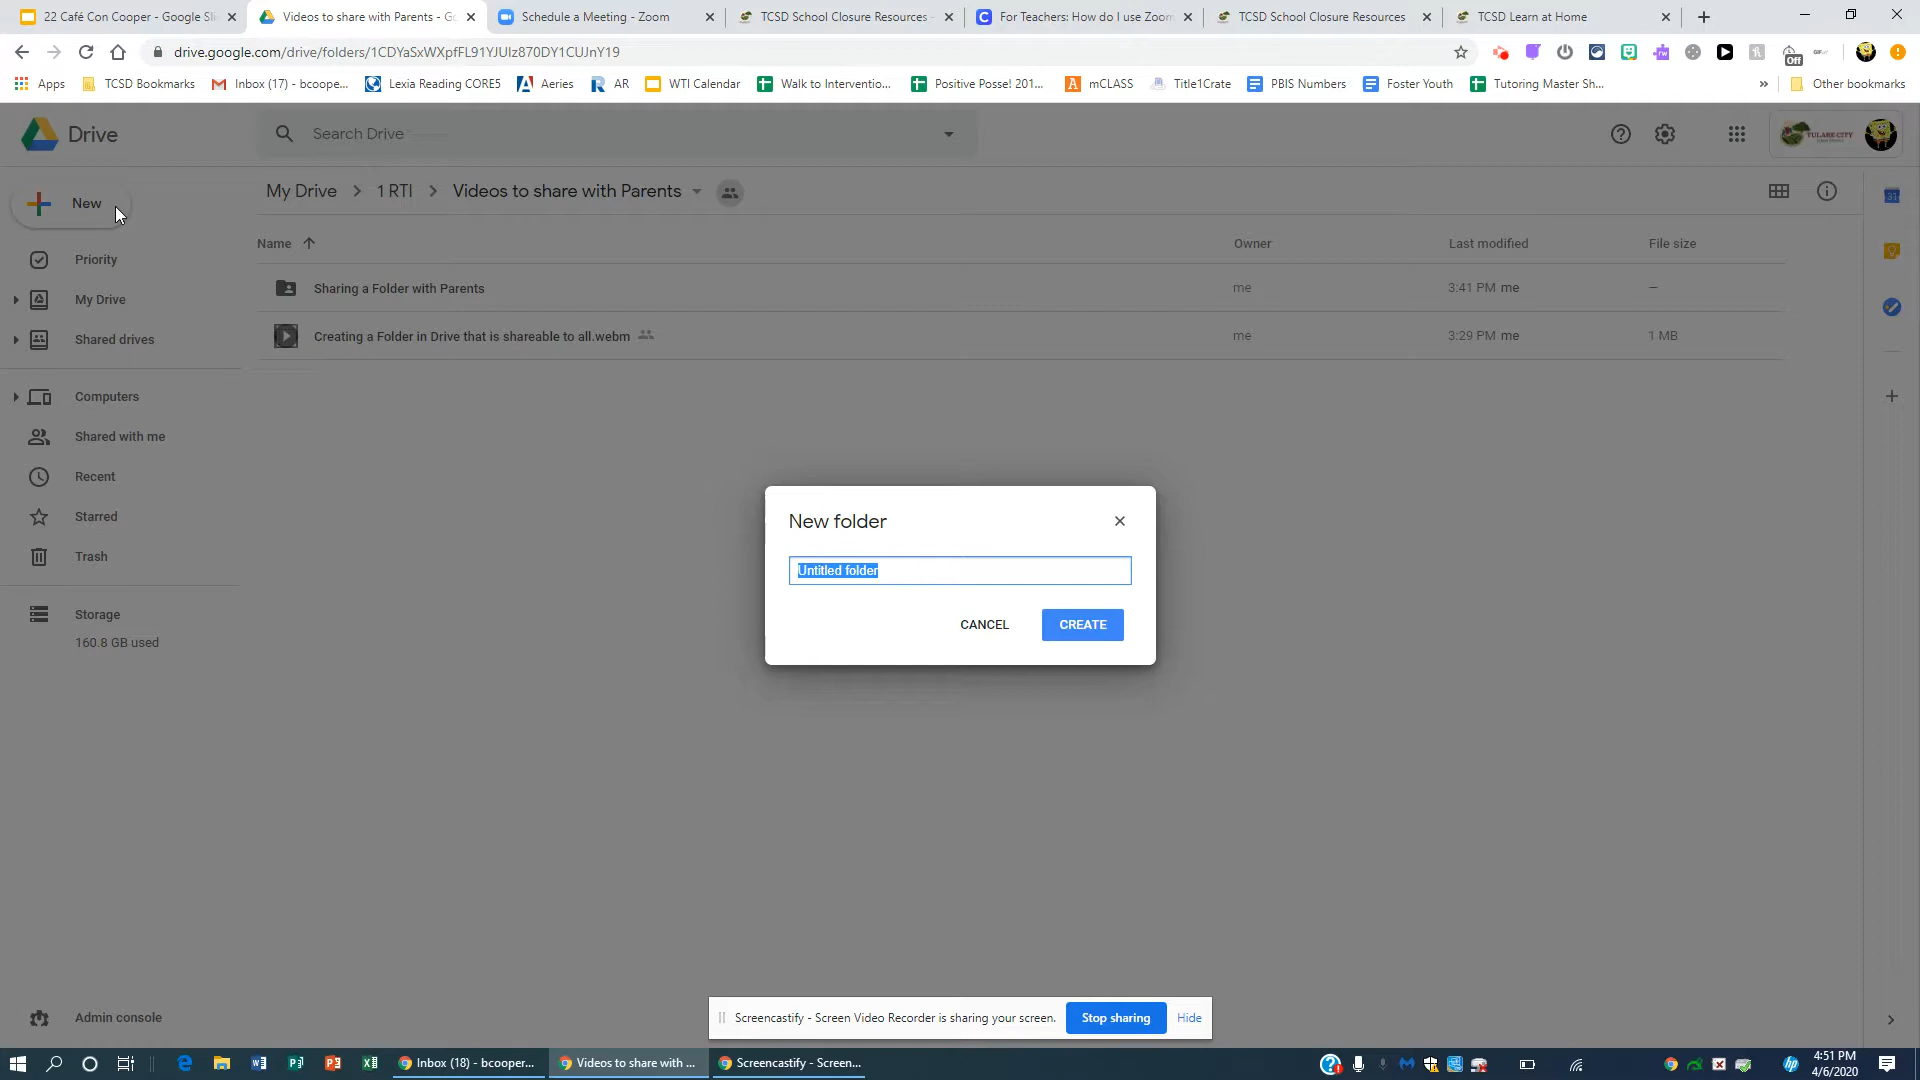 22 Café Con Cooper - Google Sli
Videos to share with Parents - Go
Schedule a Meeting - Zoom
TCSD School Closure Resources -
For Teachers: How do I use Zoom
TCSD School Closure Resources
TCSD Learn at Home
drive.google.com/drive/folders/1CDYaSxWXpfFL91YJUIz870DY1CUJnY19
Off
Apps
TCSD Bookmarks
Inbox (17) - bcoope...
Lexia Reading CORE5
Aeries
AR
WTI Calendar
Walk to Interventio...
Positive Posse! 201...
mCLASS
Title1Crate
PBIS Numbers
Foster Youth
Tutoring Master Sh...
Other bookmarks
Drive
Search Drive
TULARE CITY
New
My Drive
1 RTI
Videos to share with Parents
31
Priority
My Drive
Shared drives
Computers
Shared with me
Recent
Starred
Trash
Storage
160.8 GB used
Admin console
Name
Owner
Last modified
File size
Sharing a Folder with Parents
me
3:41 PM me
–
Creating a Folder in Drive that is shareable to all.webm
me
3:29 PM me
1 MB
New folder
Untitled folder
CANCEL
CREATE
Screencastify - Screen Video Recorder is sharing your screen.
Stop sharing
Hide
Inbox (18) - bcooper...
Videos to share with ...
Screencastify - Screen...
4:51 PM
4/6/2020